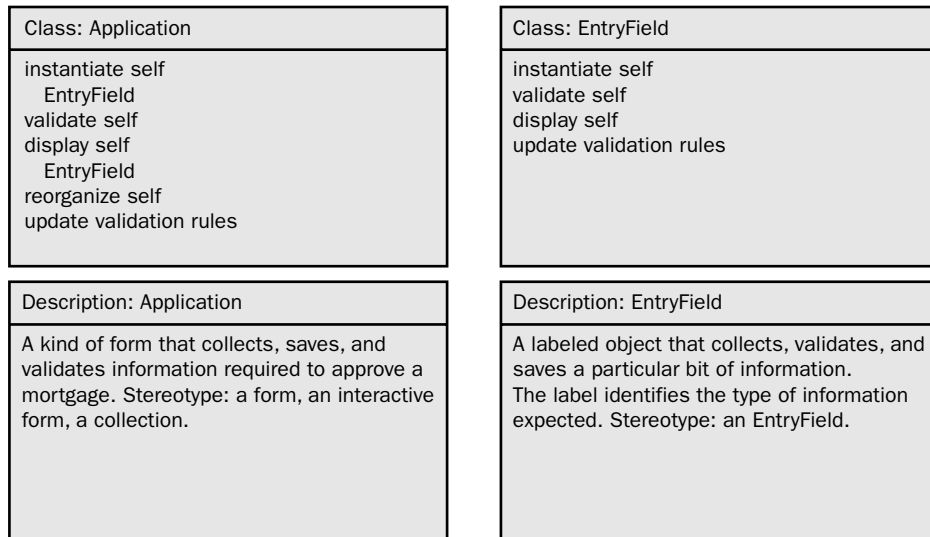 Class: Application
instantiate self
EntryField
validate self
display self
EntryField
reorganize self
update validation rules
Class: EntryField
instantiate self
validate self
display self
update validation rules
Description: Application
A kind of form that collects, saves, and
validates information required to approve a
mortgage. Stereotype: a form, an interactive
form, a collection.
Description: EntryField
A labeled object that collects, validates, and
saves a particular bit of information.
The label identifies the type of information
expected. Stereotype: an EntryField.